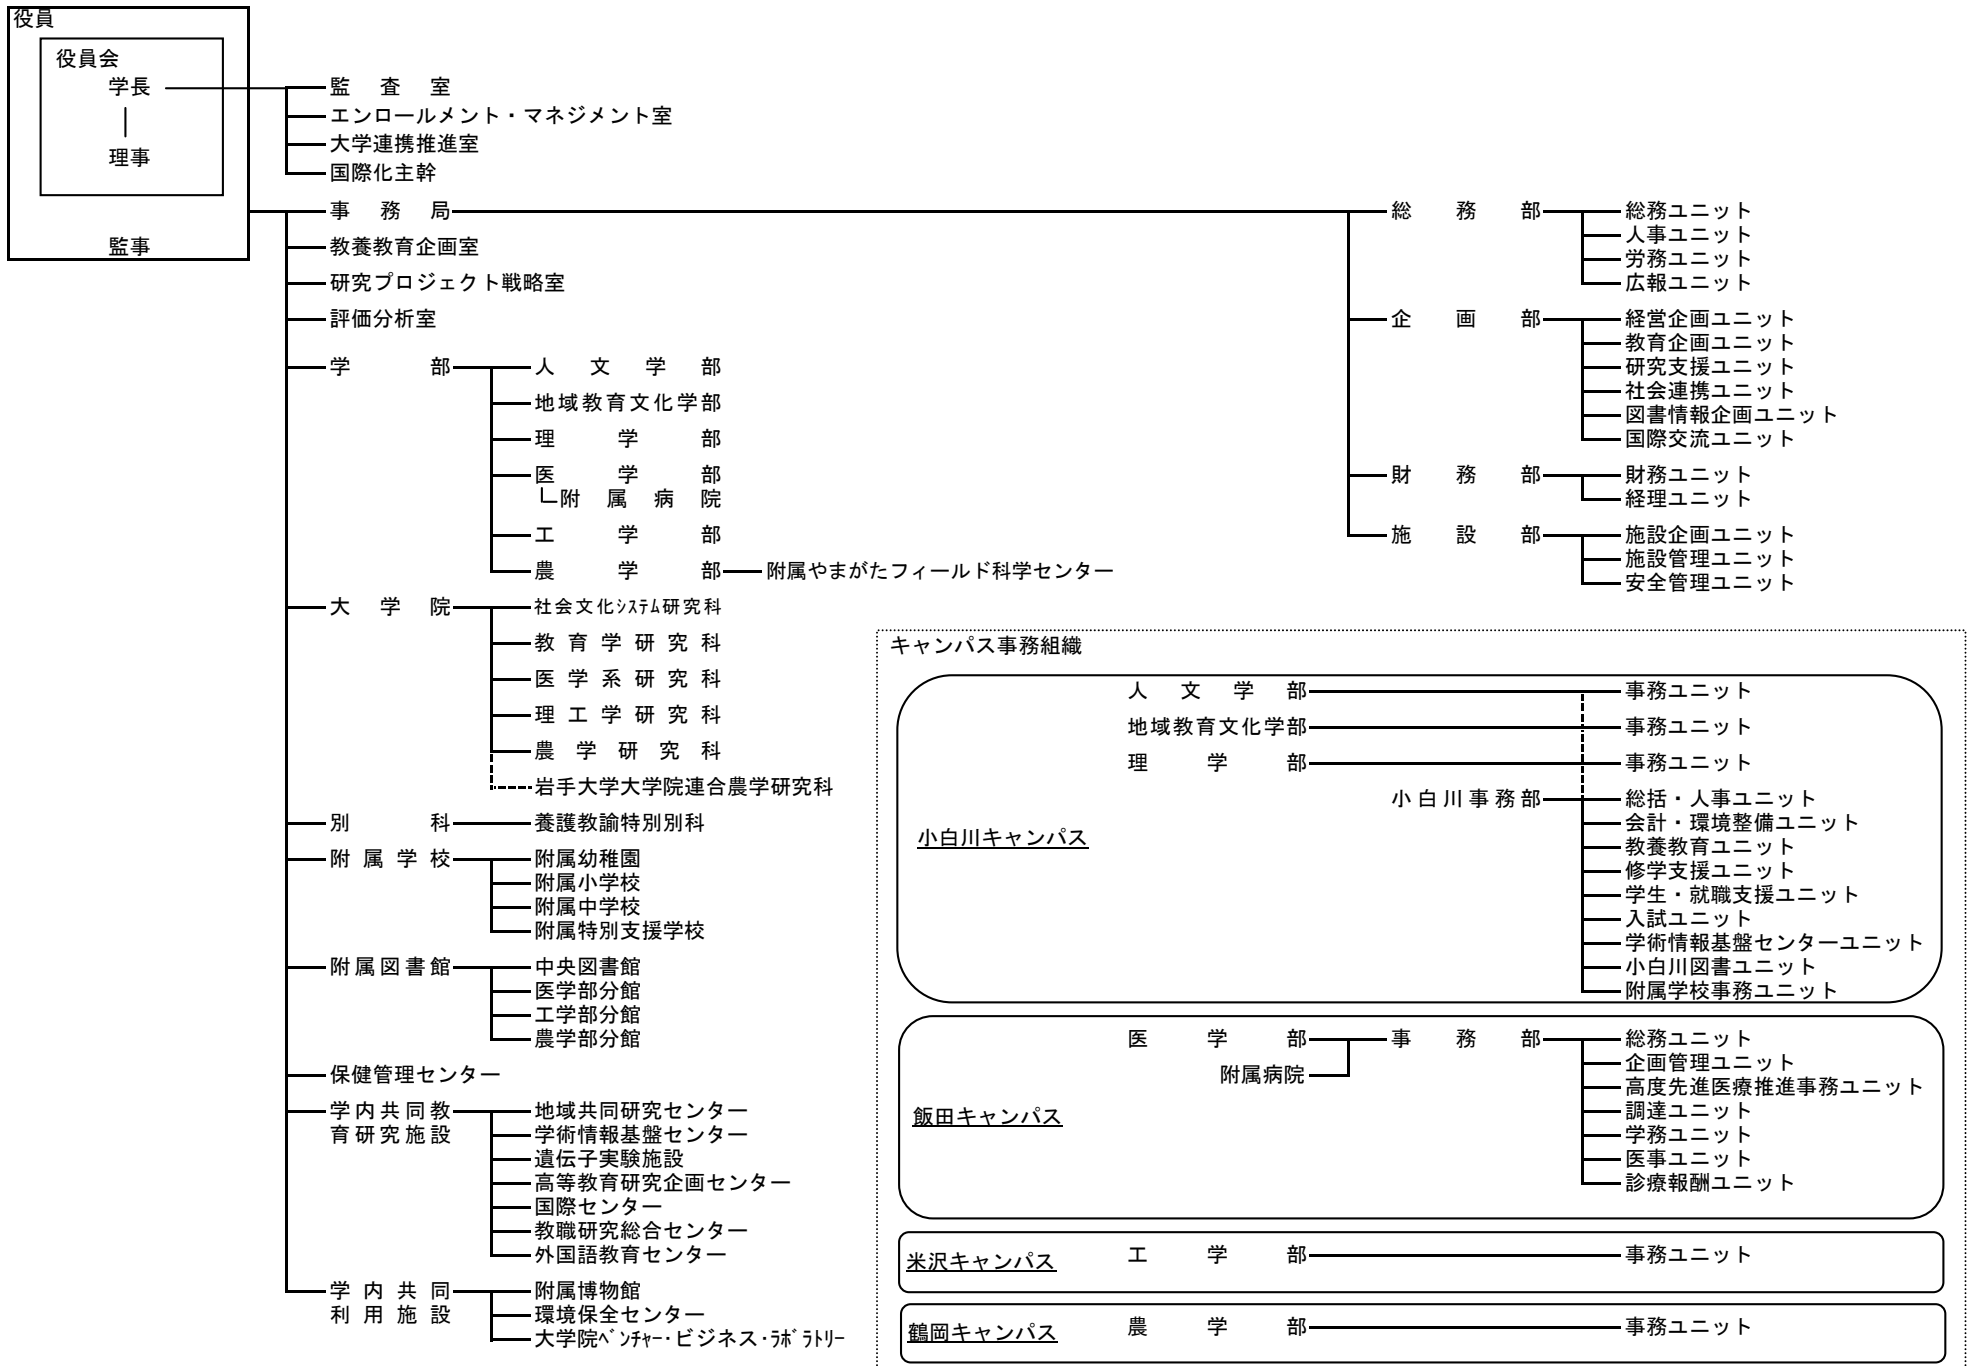 役員
役員会
学長
理事
監事
監査室
エンロールメント・マネジメント室
大学連携推進室
国際化主幹
事務局
教養教育企画室
研究プロジェクト戦略室
評価分析室
学部
人文学部
地域教育文化学部
理学部
医学部
附属病院
工学部
農学部
附属やまがたフィールド科学センター
大学院
社会文化ｼｽﾃﾑ研究科
教育学研究科
医学系研究科
理工学研究科
農学研究科
岩手大学大学院連合農学研究科
別科
養護教諭特別別科
附属学校
附属幼稚園
附属小学校
附属中学校
附属特別支援学校
附属図書館
中央図書館
医学部分館
工学部分館
農学部分館
保健管理センター
学内共同教
育研究施設
地域共同研究センター
学術情報基盤センター
遺伝子実験施設
高等教育研究企画センター
国際センター
教職研究総合センター
外国語教育センター
学内共同
利用施設
附属博物館
環境保全センター
大学院ﾍﾞﾝﾁｬｰ・ビジネス・ﾗﾎﾞﾗﾄﾘｰ
総務部
総務ユニット
人事ユニット
労務ユニット
広報ユニット
企画部
経営企画ユニット
教育企画ユニット
研究支援ユニット
社会連携ユニット
図書情報企画ユニット
国際交流ユニット
財務部
財務ユニット
経理ユニット
施設部
施設企画ユニット
施設管理ユニット
安全管理ユニット
キャンパス事務組織
小白川キャンパス
人文学部
事務ユニット
地域教育文化学部
事務ユニット
理学部
事務ユニット
小白川事務部
総括・人事ユニット
会計・環境整備ユニット
教養教育ユニット
修学支援ユニット
学生・就職支援ユニット
入試ユニット
学術情報基盤センターユニット
小白川図書ユニット
附属学校事務ユニット
飯田キャンパス
医学部
附属病院
事務部
総務ユニット
企画管理ユニット
高度先進医療推進事務ユニット
調達ユニット
学務ユニット
医事ユニット
診療報酬ユニット
米沢キャンパス
工学部
事務ユニット
鶴岡キャンパス
農学部
事務ユニット